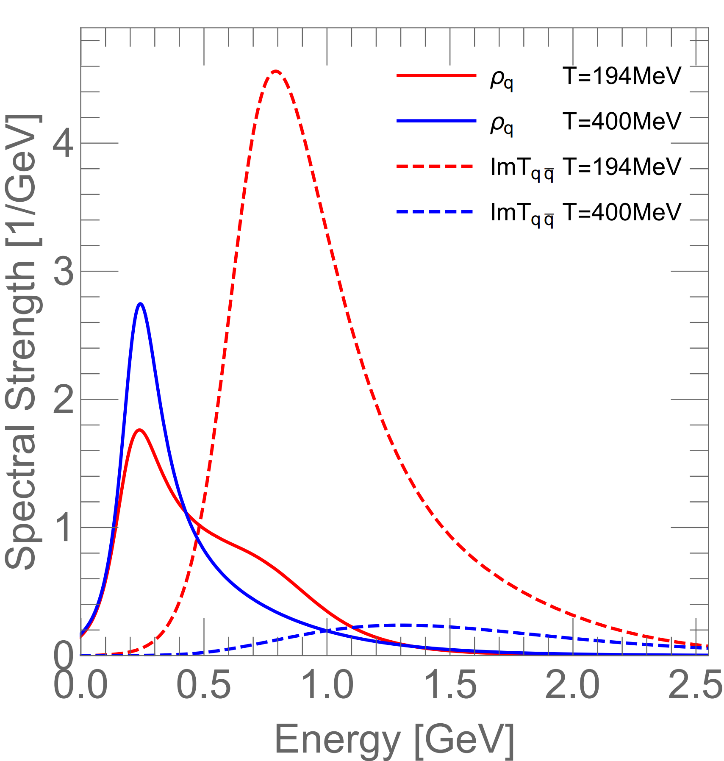 ρq T=194MeV
ρq T=400MeV
ImTqq̅ T=194MeV
ImTqq̅ T=400MeV
Spectral Strength [1/GeV]
4
3
2
1
0
0.0 0.5 1.0 1.5 2.0 2.5
Energy [GeV]